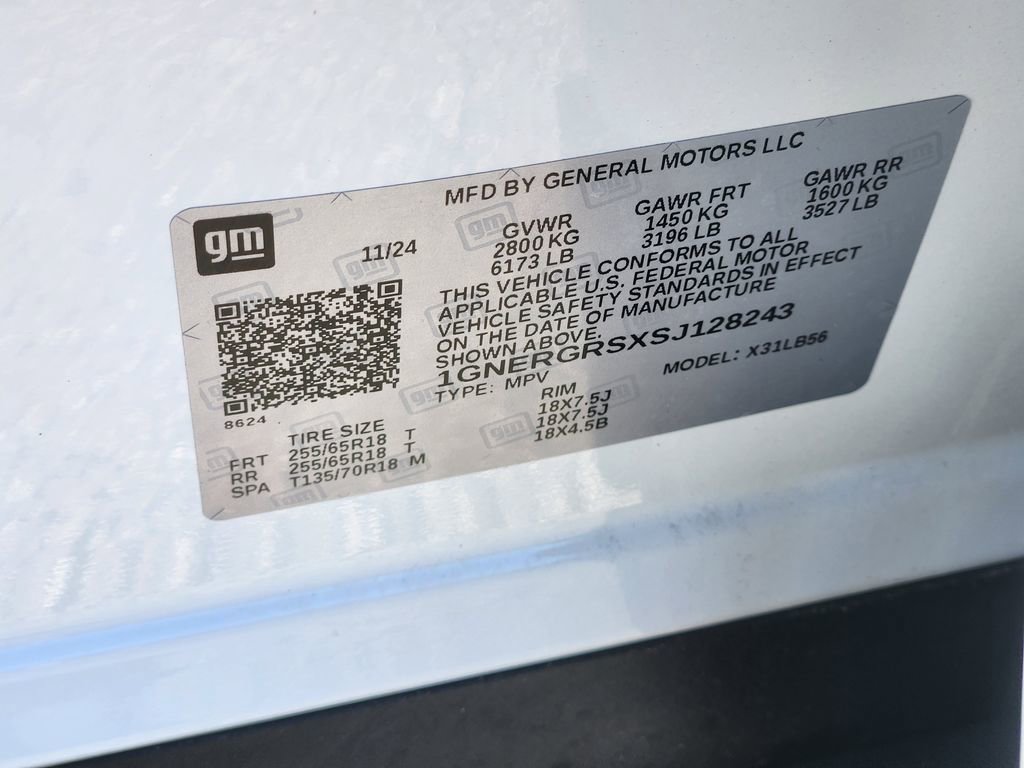 gm
11/24
MFD BY GENERAL MOTORS LLC
GVWR GAWR FRT GAWR RR
2800 KG 1450 KG 1600 KG
6173 LB 3196 LB 3527 LB
THIS VEHICLE CONFORMS TO ALL
APPLICABLE U.S. FEDERAL MOTOR
VEHICLE SAFETY STANDARDS IN EFFECT
ON THE DATE OF MANUFACTURE
SHOWN ABOVE.
1GNERGRSXSJ128243
TYPE: MPV MODEL: X31LB56
8624
TIRE SIZE RIM
FRT 255/65R18 T 18X7.5J
RR 255/65R18 T 18X7.5J
SPA T135/70R18 M 18X4.5B